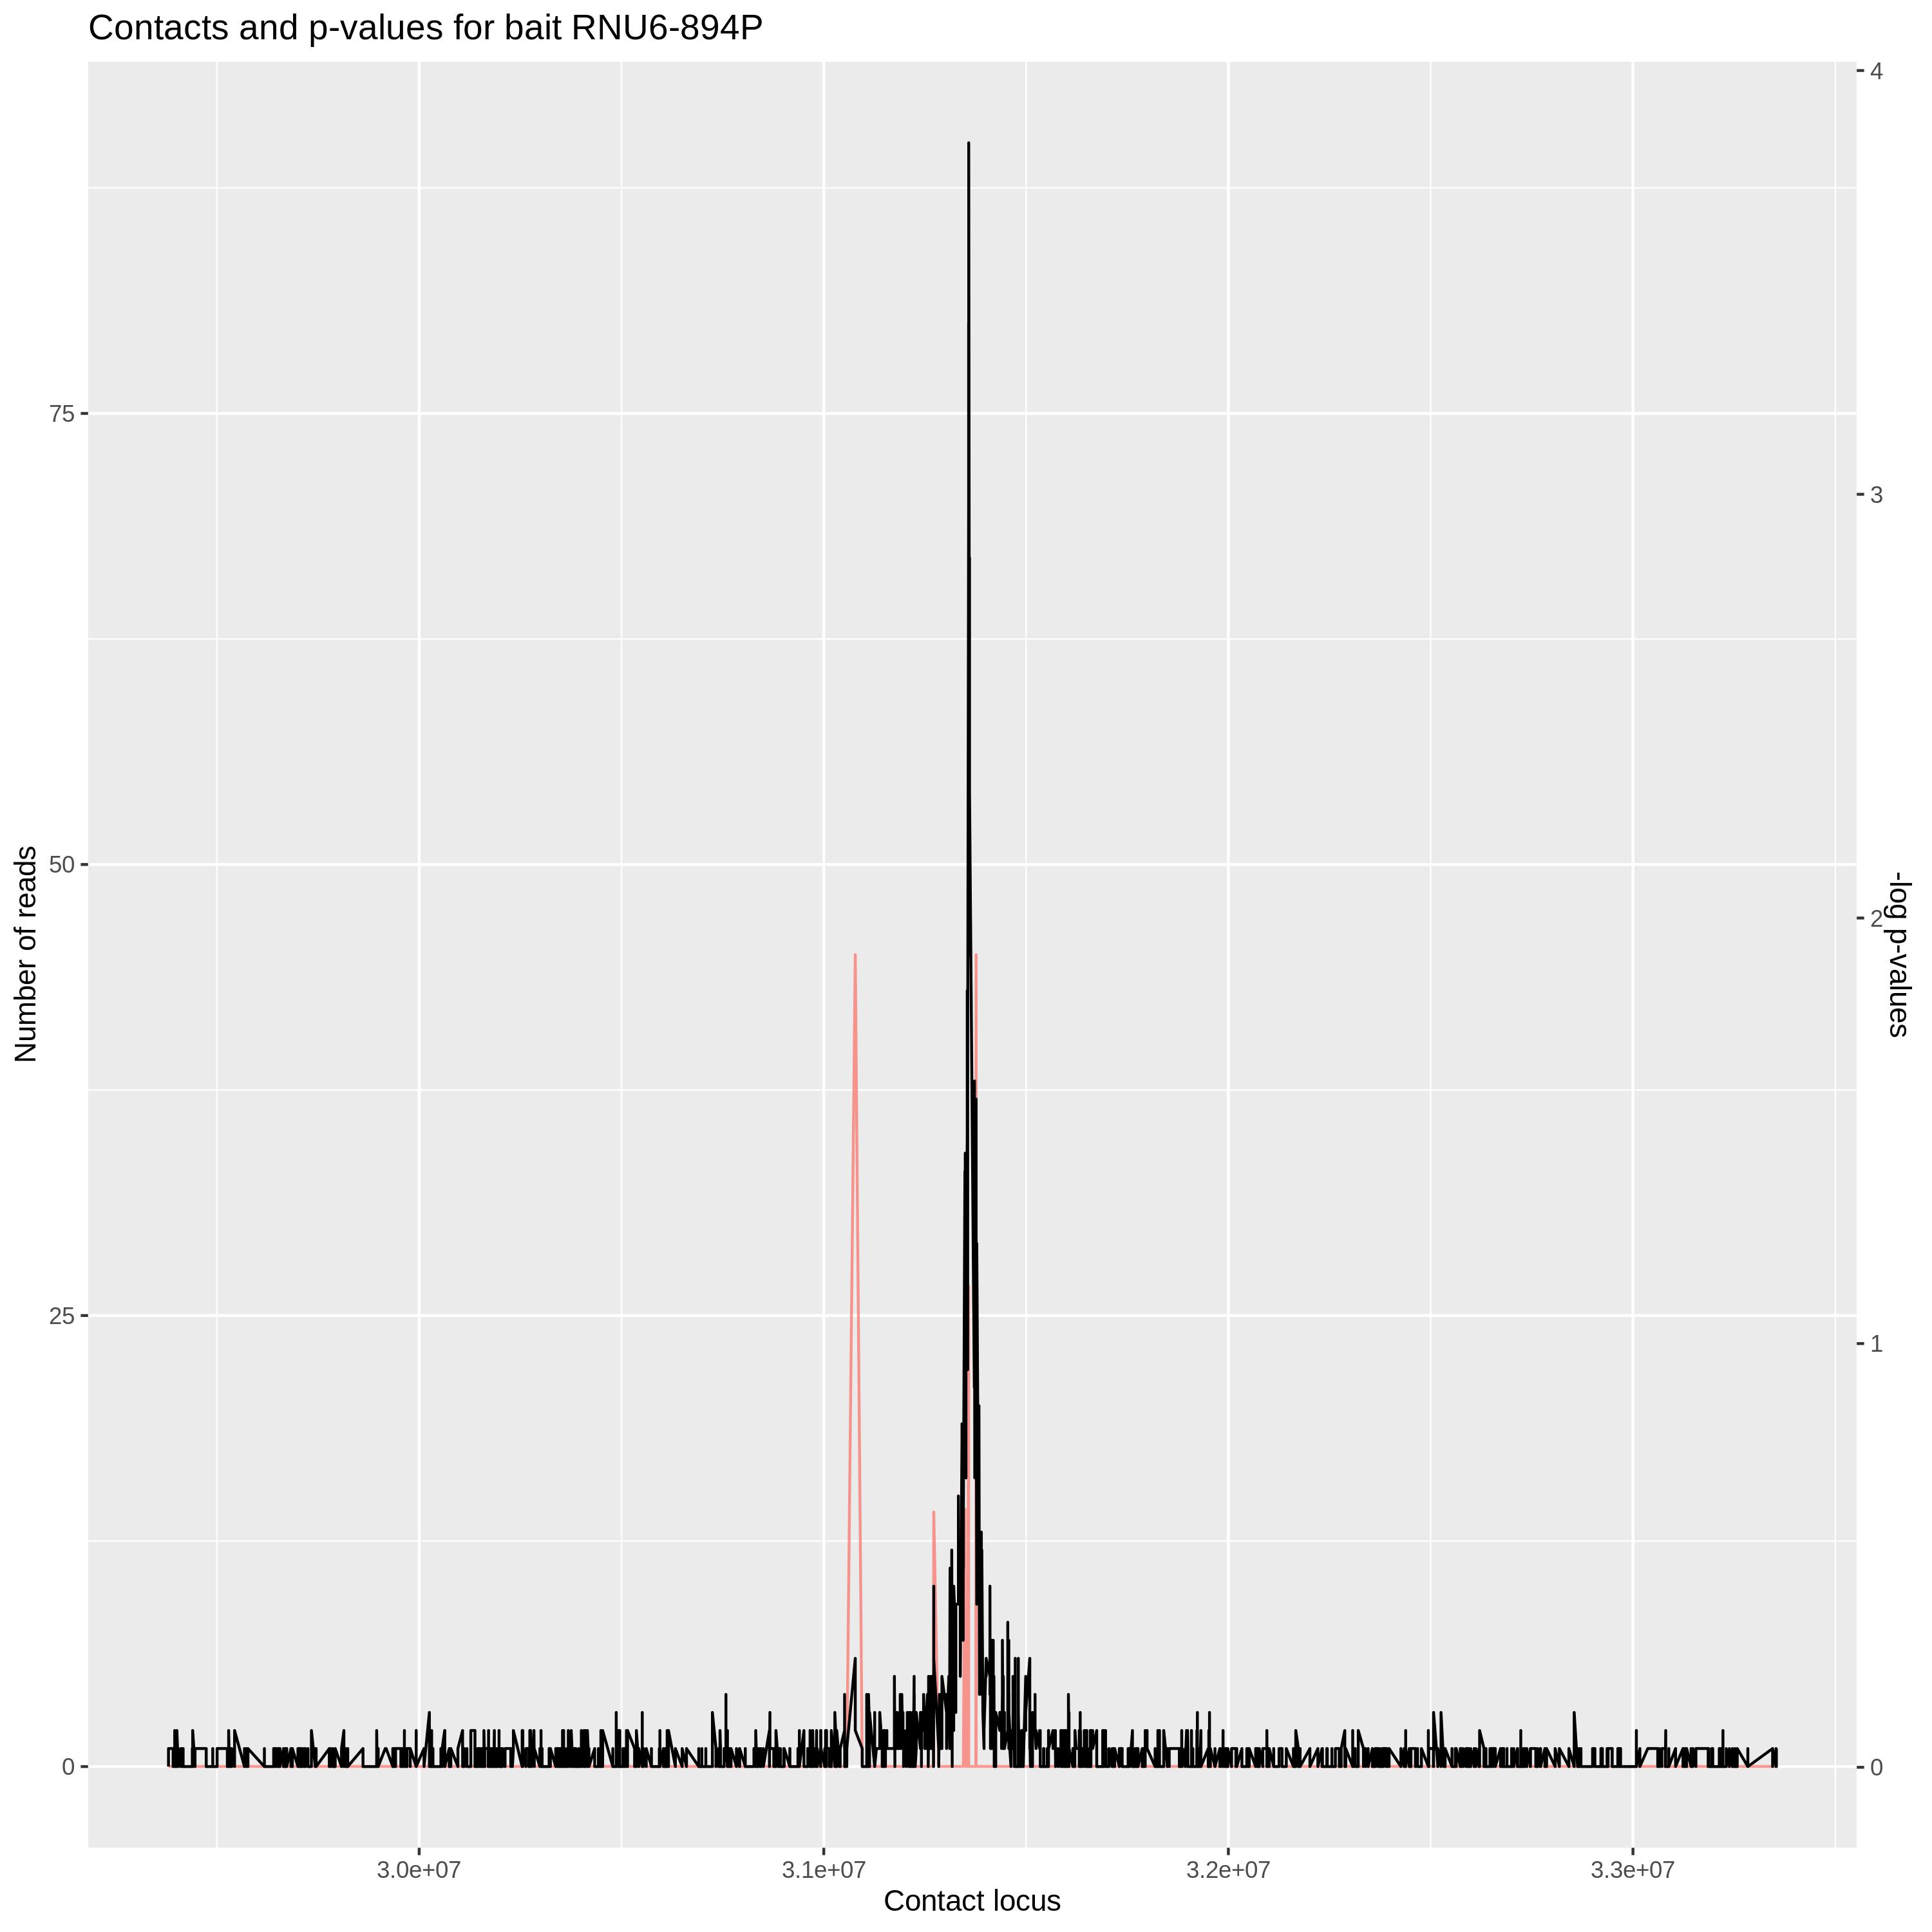 Contacts and p-values for bait RNU6-894P
Number of reads
75
50
25
0
4
3
2
1
0
-log p-values
3.0e+07 3.1e+07 3.2e+07 3.3e+07
Contact locus